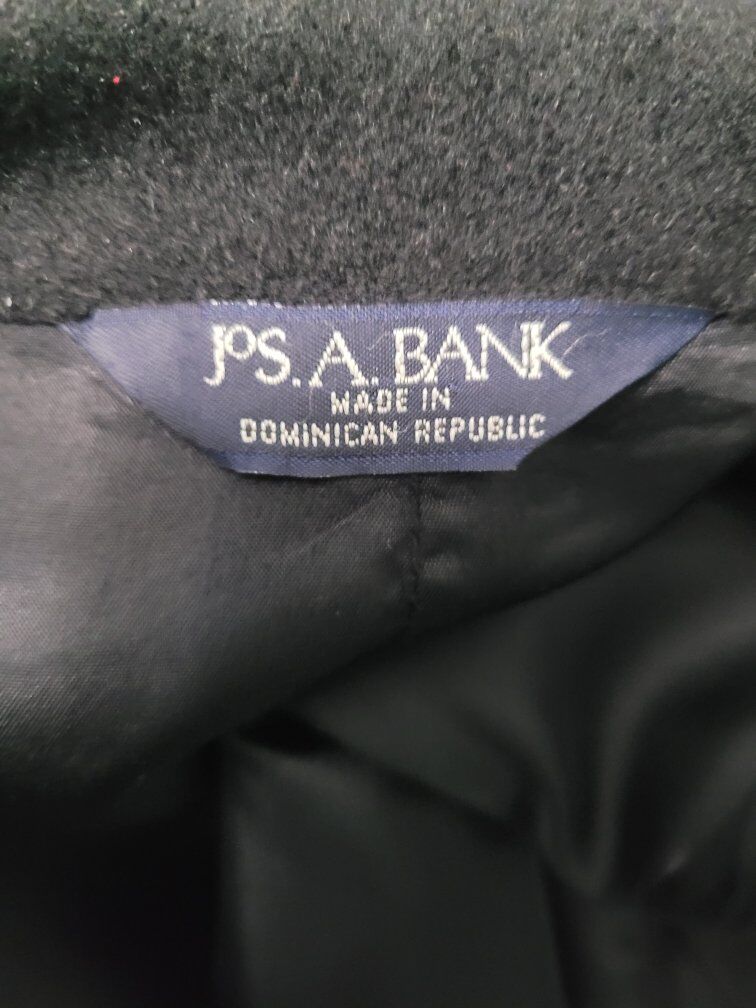 JOS. A. BANK
MADE IN
DOMINICAN REPUBLIC